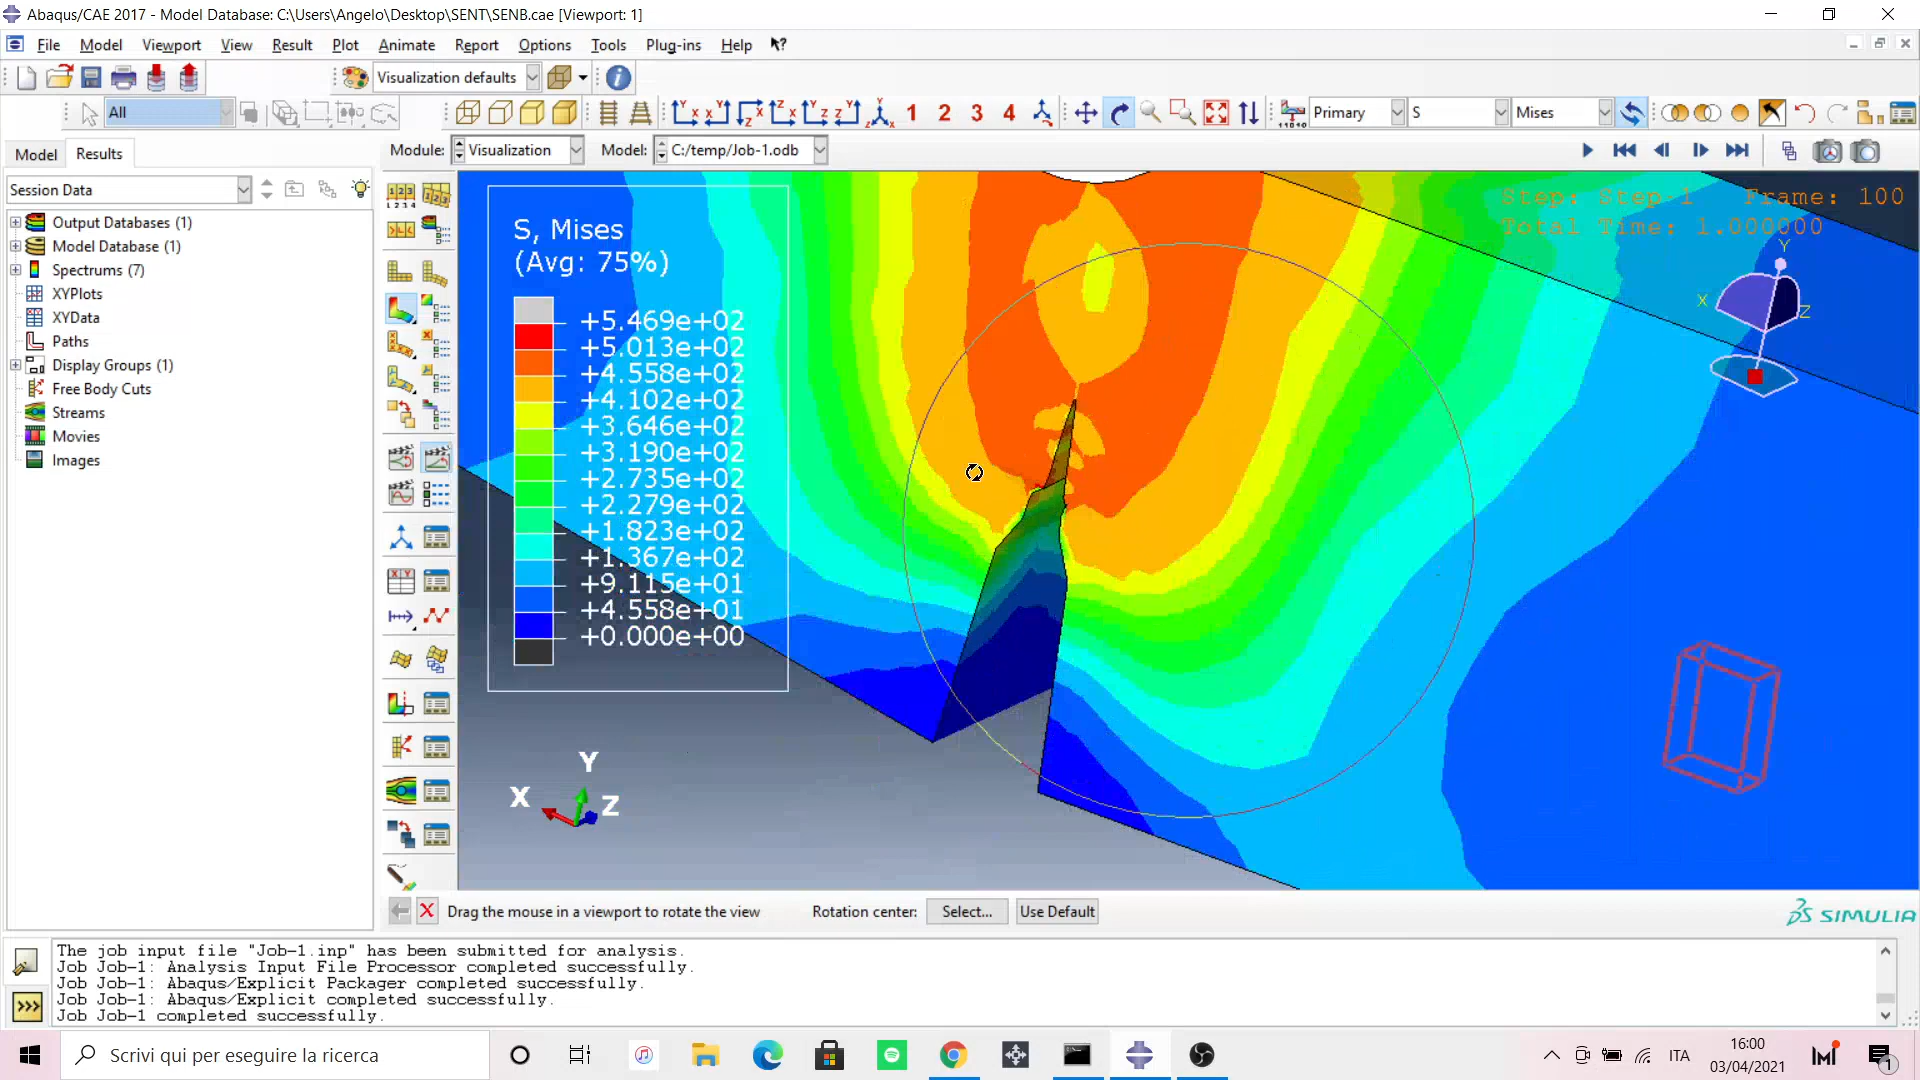 Abaqus/CAE 2017 - Model Database: C:\Users\Angelo\Desktop\SENT\SENB.cae [Viewport: 1]
File Model Viewport View Result Plot Animate Report Options Tools Plug-ins Help
Visualization defaults
All 1 2 3 4 Primary S Mises
Model Results Module: Visualization Model: C:/temp/Job-1.odb
Session Data
Output Databases (1)
Model Database (1)
Spectrums (7)
XYPlots
XYData
Paths
Display Groups (1)
Free Body Cuts
Streams
Movies
Images
S, Mises
(Avg: 75%)
+5.469e+02
+5.013e+02
+4.558e+02
+4.102e+02
+3.646e+02
+3.190e+02
+2.735e+02
+2.279e+02
+1.823e+02
+1.367e+02
+9.115e+01
+4.558e+01
+0.000e+00
Step: Step-1 Frame: 100
Total Time: 1.000000
Y
X
Z
Y
X
Z
Drag the mouse in a viewport to rotate the view Rotation center: Select... Use Default
SIMULIA
The job input file "Job-1.inp" has been submitted for analysis.
Job Job-1: Analysis Input File Processor completed successfully.
Job Job-1: Abaqus/Explicit Packager completed successfully.
Job Job-1: Abaqus/Explicit completed successfully.
Job Job-1 completed successfully.
Scrivi qui per eseguire la ricerca
ITA
16:00
03/04/2021
1